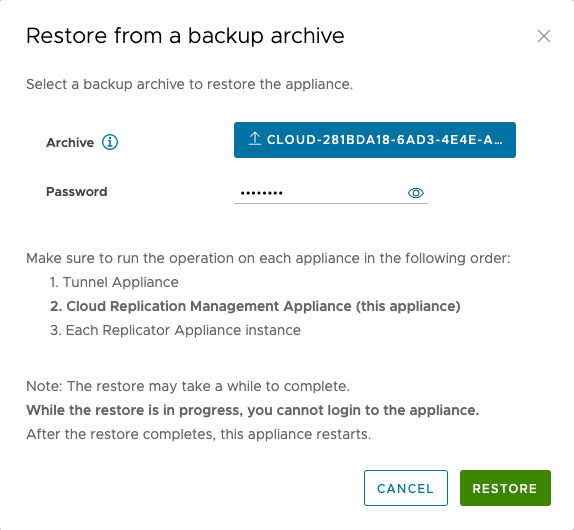 Restore from a backup archive
Select a backup archive to restore the appliance.
Archive
CLOUD-281BDA18-6AD3-4E4E-A...
Password
••••••••
Make sure to run the operation on each appliance in the following order:
1. Tunnel Appliance
2. Cloud Replication Management Appliance (this appliance)
3. Each Replicator Appliance instance
Note: The restore may take a while to complete.
While the restore is in progress, you cannot login to the appliance.
After the restore completes, this appliance restarts.
CANCEL RESTORE